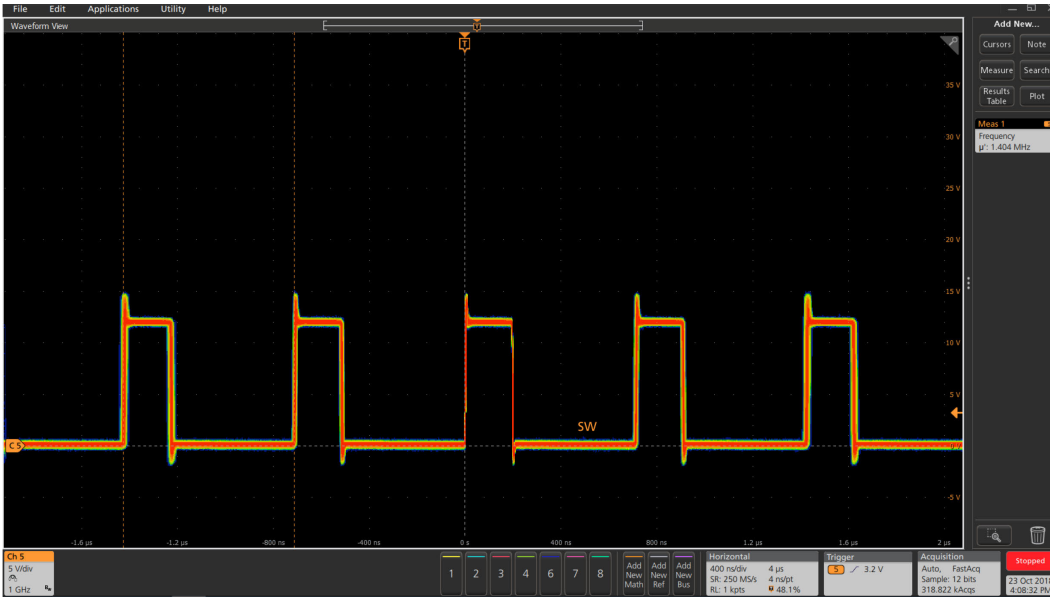 File Edit Applications Utility Help
Waveform View
Add New...
Cursors Note
Measure Search
Results Table Plot
Meas 1
Frequency
µ': 1.404 MHz
T
T
35 V
30 V
25 V
20 V
15 V
10 V
5 V
-5 V
C 5
SW
-1.6 µs -1.2 µs -800 ns -400 ns 0 s 400 ns 800 ns 1.2 µs 1.6 µs 2 µs
Ch 5
5 V/div
1 GHz
1 2 3 4 6 7 8
Add New Math
Add New Ref
Add New Bus
Horizontal
400 ns/div 4 µs
SR: 250 MS/s 4 ns/pt
RL: 1 kpts 48.1%
Trigger
5 3.2 V
Acquisition
Auto, FastAcq
Sample: 12 bits
318.822 kAcqs
Stopped
23 Oct 2018
4:08:32 PM